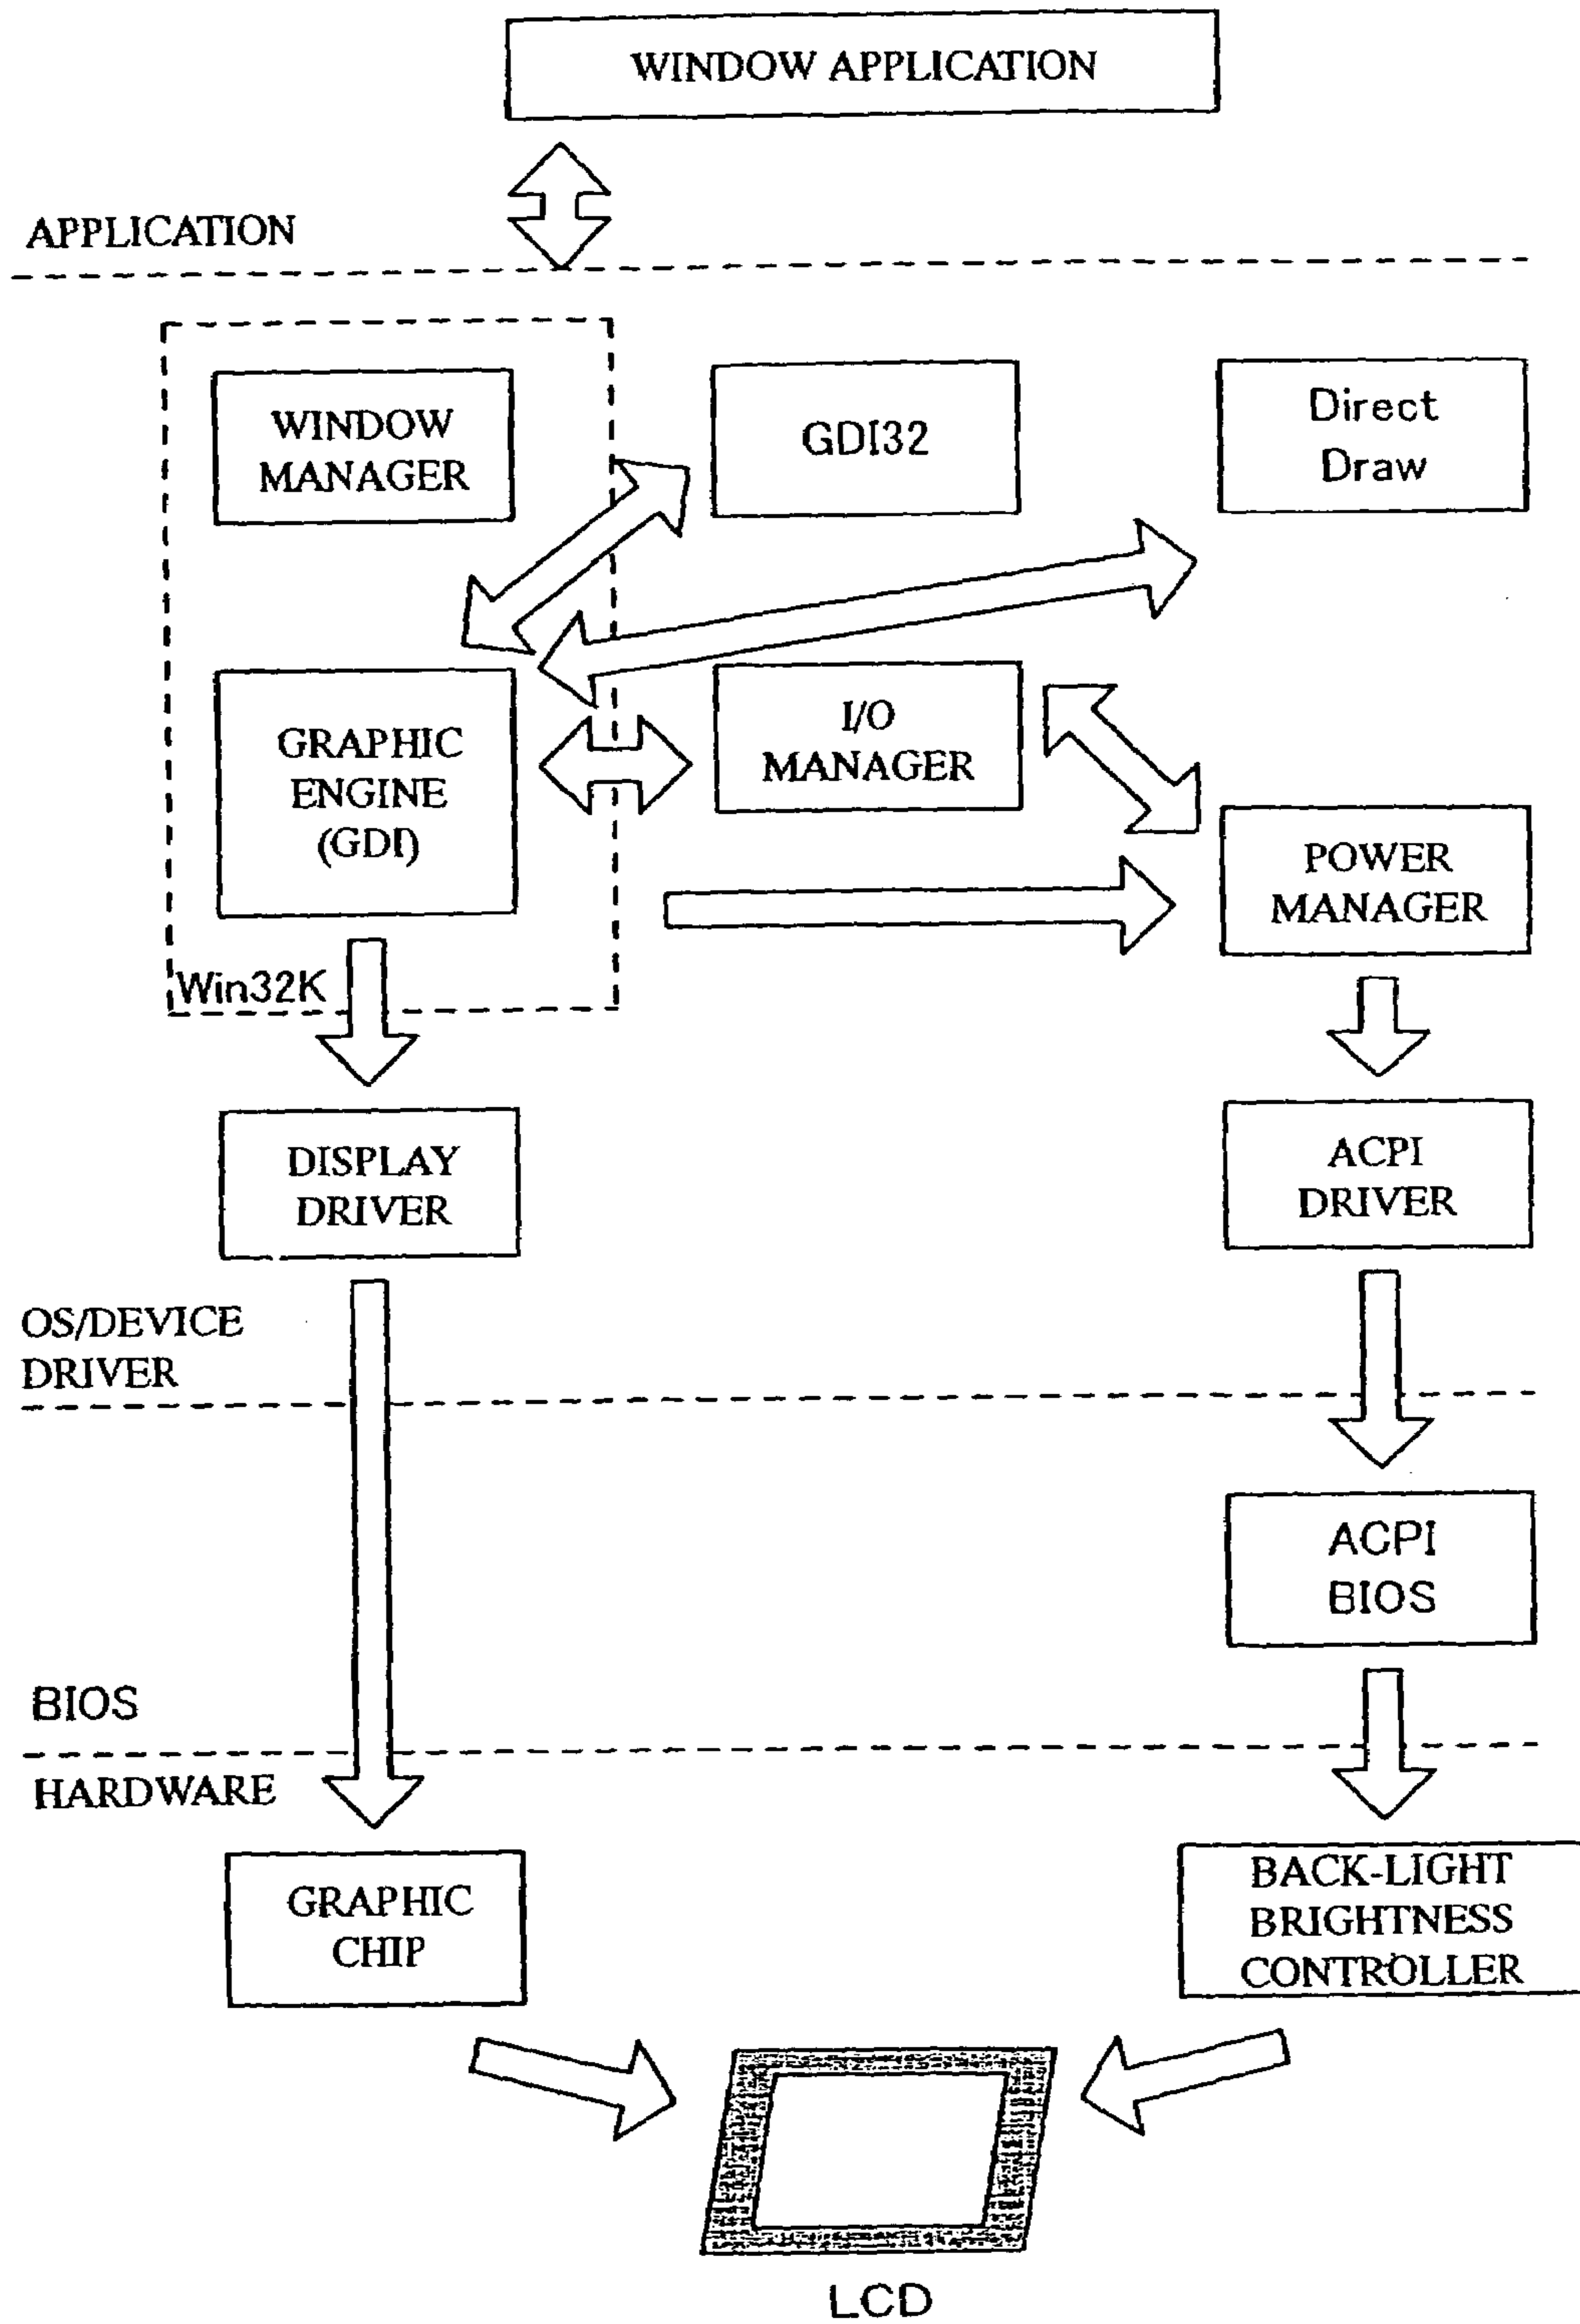 WINDOW APPLICATION
APPLICATION
WINDOW
MANAGER
GDI32
Direct
Draw
GRAPHIC
ENGINE
(GDI)
I/O
MANAGER
POWER
MANAGER
Win32K
DISPLAY
DRIVER
ACPI
DRIVER
OS/DEVICE
DRIVER
ACPI
BIOS
BIOS
HARDWARE
GRAPHIC
CHIP
BACK-LIGHT
BRIGHTNESS
CONTROLLER
LCD